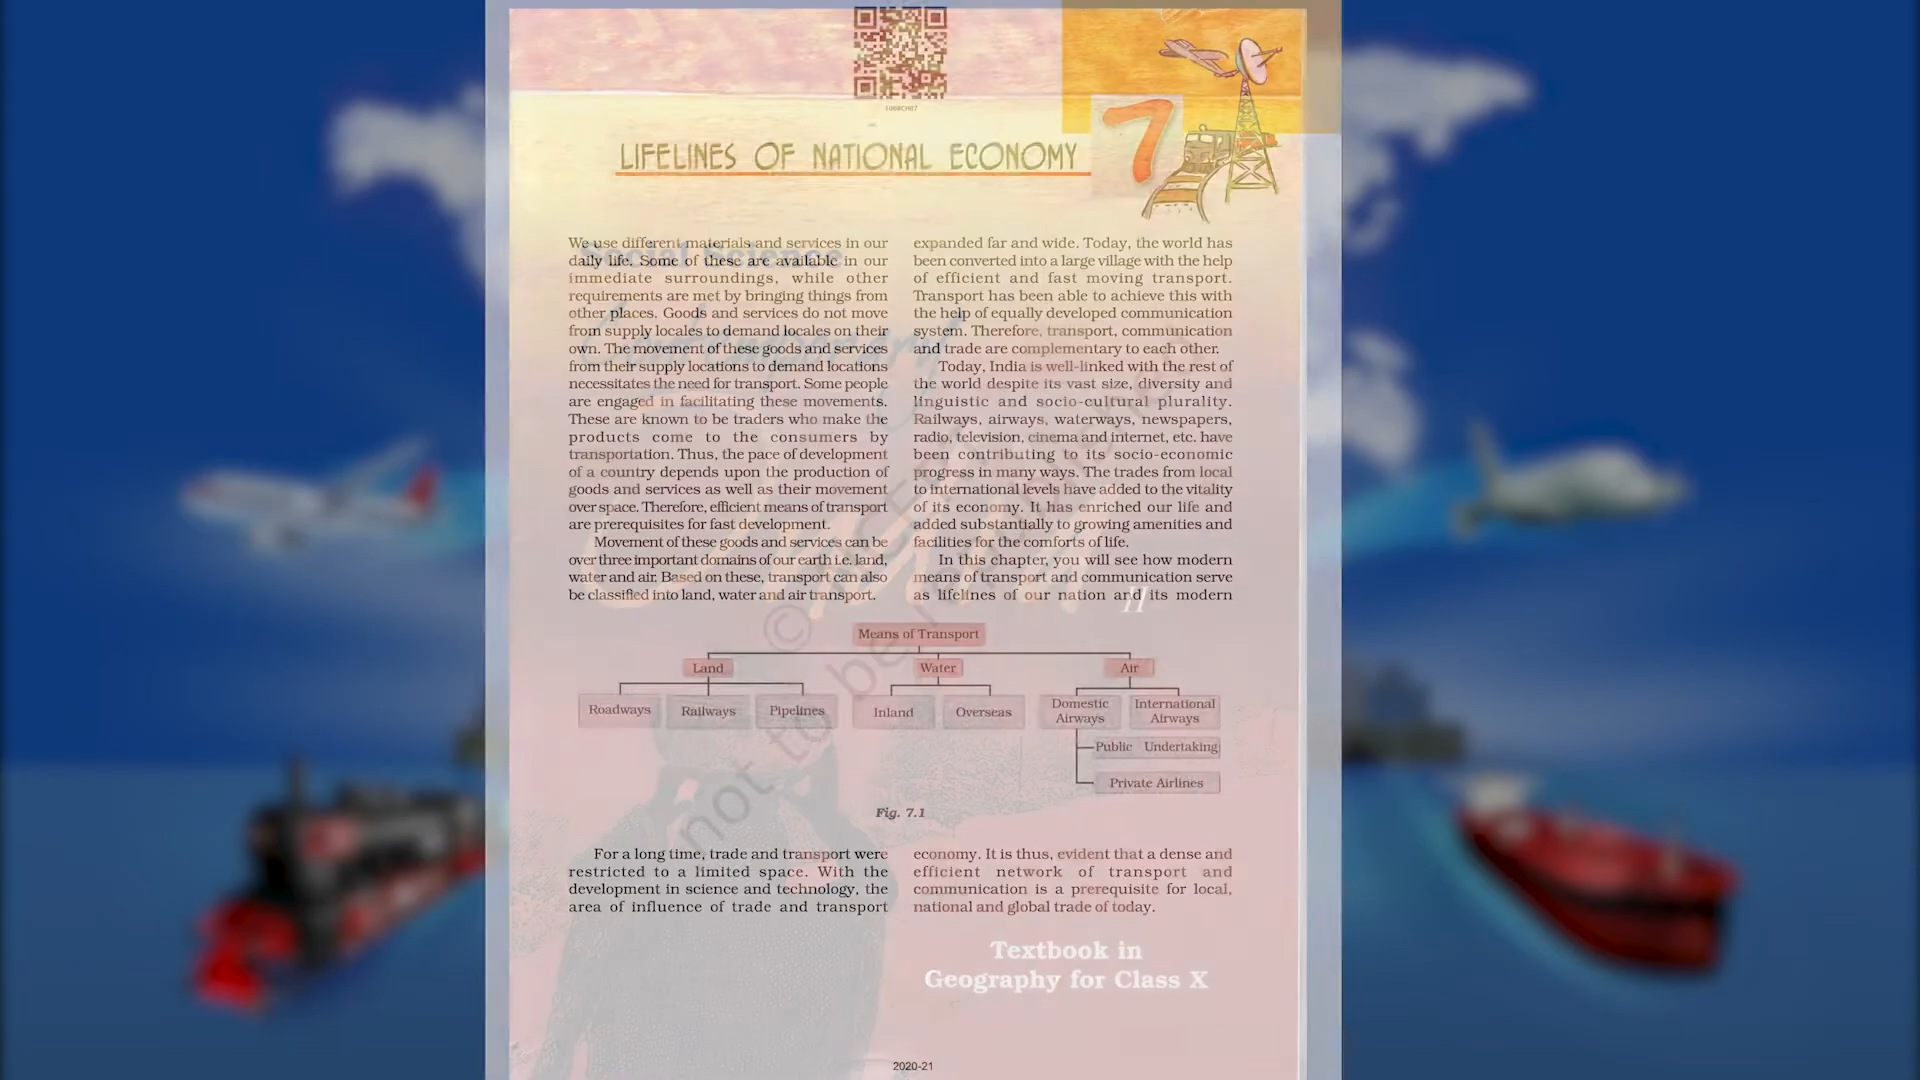 1068CH07
LIFELINES OF NATIONAL ECONOMY
7
We use different materials and services in our
daily life. Some of these are available in our
immediate surroundings, while other
requirements are met by bringing things from
other places. Goods and services do not move
from supply locales to demand locales on their
own. The movement of these goods and services
from their supply locations to demand locations
necessitates the need for transport. Some people
are engaged in facilitating these movements.
These are known to be traders who make the
products come to the consumers by
transportation. Thus, the pace of development
of a country depends upon the production of
goods and services as well as their movement
over space. Therefore, efficient means of transport
are prerequisites for fast development.
Movement of these goods and services can be
over three important domains of our earth i.e. land,
water and air. Based on these, transport can also
be classified into land, water and air transport.
expanded far and wide. Today, the world has
been converted into a large village with the help
of efficient and fast moving transport.
Transport has been able to achieve this with
the help of equally developed communication
system. Therefore, transport, communication
and trade are complementary to each other.
Today, India is well-linked with the rest of
the world despite its vast size, diversity and
linguistic and socio-cultural plurality.
Railways, airways, waterways, newspapers,
radio, television, cinema and internet, etc. have
been contributing to its socio-economic
progress in many ways. The trades from local
to international levels have added to the vitality
of its economy. It has enriched our life and
added substantially to growing amenities and
facilities for the comforts of life.
In this chapter, you will see how modern
means of transport and communication serve
as lifelines of our nation and its modern
Social Science
Contemporary
India
II
© NCERT
not to be republished
Means of Transport
Land
Water
Air
Roadways
Railways
Pipelines
Inland
Overseas
Domestic
Airways
International
Airways
Public Undertaking
Private Airlines
Fig. 7.1
For a long time, trade and transport were
restricted to a limited space. With the
development in science and technology, the
area of influence of trade and transport
economy. It is thus, evident that a dense and
efficient network of transport and
communication is a prerequisite for local,
national and global trade of today.
Textbook in
Geography for Class X
2020-21